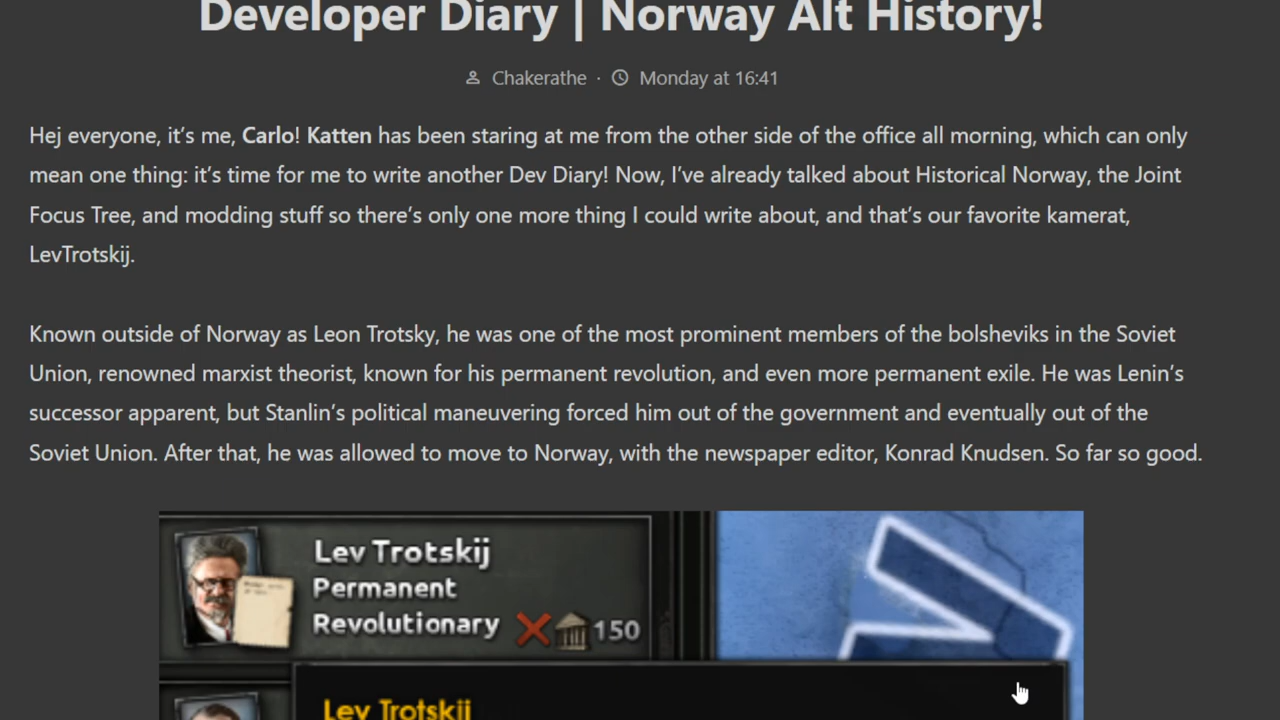 Developer Diary | Norway Alt History!
Chakerathe · Monday at 16:41
Hej everyone, it's me, Carlo! Katten has been staring at me from the other side of the office all morning, which can only
mean one thing: it's time for me to write another Dev Diary! Now, I've already talked about Historical Norway, the Joint
Focus Tree, and modding stuff so there's only one more thing I could write about, and that's our favorite kamerat,
LevTrotskij.
Known outside of Norway as Leon Trotsky, he was one of the most prominent members of the bolsheviks in the Soviet
Union, renowned marxist theorist, known for his permanent revolution, and even more permanent exile. He was Lenin's
successor apparent, but Stanlin's political maneuvering forced him out of the government and eventually out of the
Soviet Union. After that, he was allowed to move to Norway, with the newspaper editor, Konrad Knudsen. So far so good.
Lev Trotskij
Permanent
Revolutionary 150
Lev Trotskij